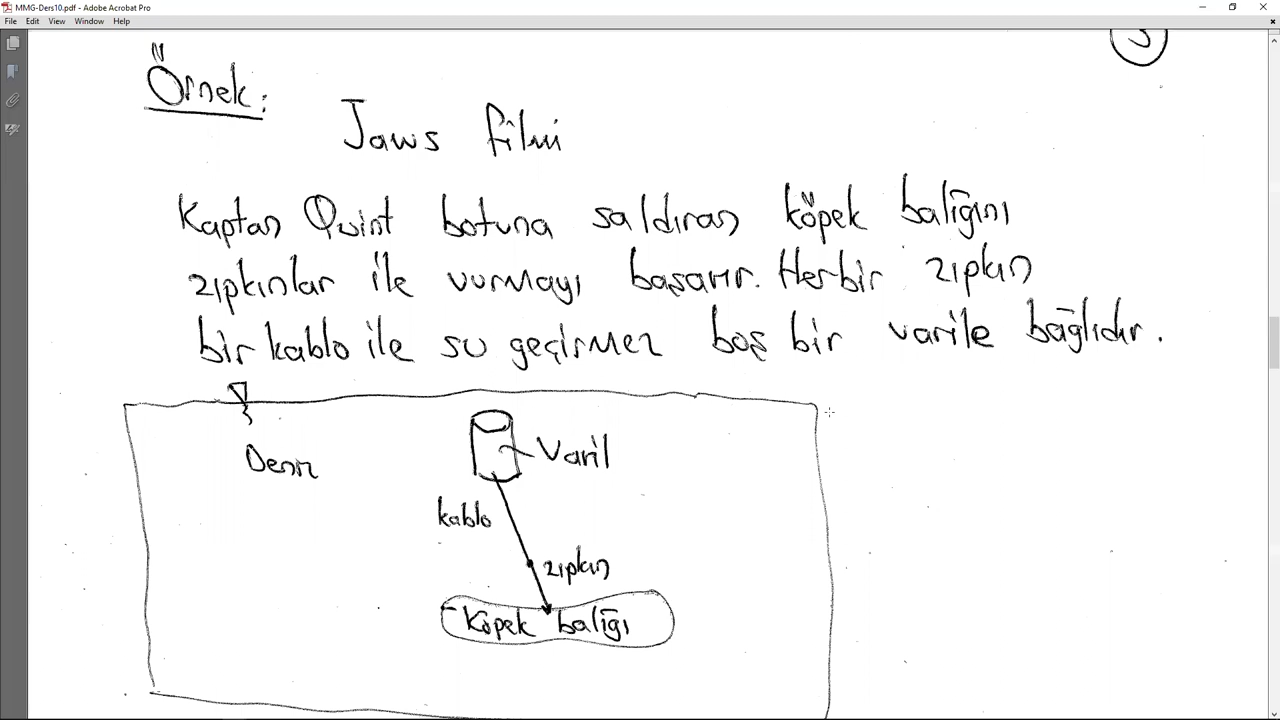 MMG-Ders10.pdf - Adobe Acrobat Pro
File Edit View Window Help
3
Örnek:
Jaws filmi
Kaptan Quint botuna saldıran köpek balığını
zıpkınlar ile vurmayı başarır. Herbir zıpkın
bir kablo ile su geçirmez boş bir varile bağlıdır.
Deniz
Varil
kablo
zıpkın
Köpek balığı